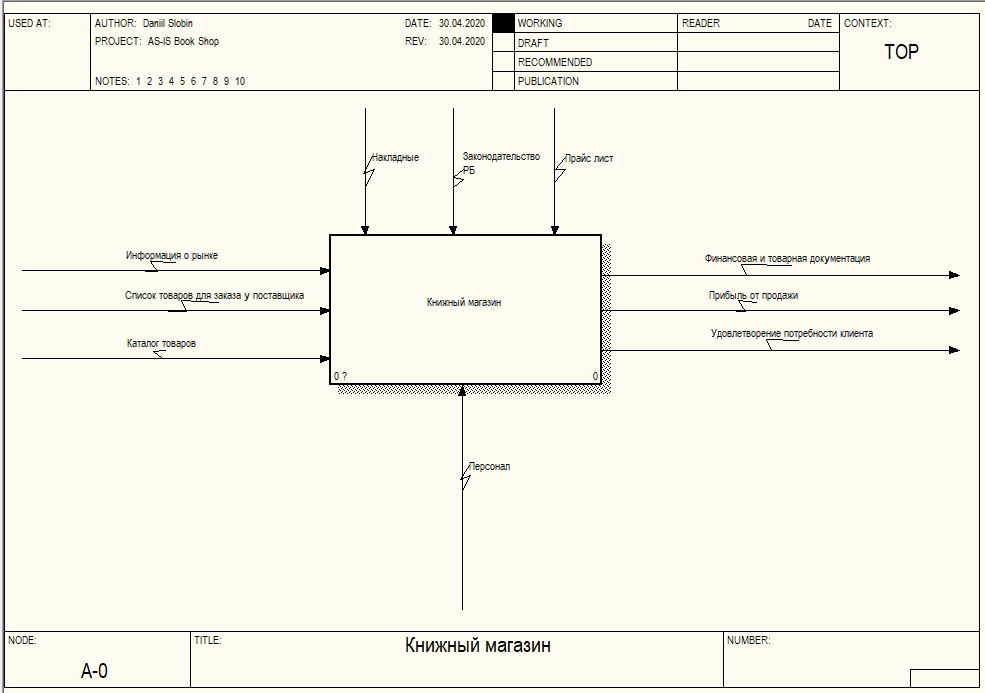 USED AT:
AUTHOR: Daniil Slobin
DATE: 30.04.2020
PROJECT: AS-IS Book Shop
REV: 30.04.2020
NOTES: 1 2 3 4 5 6 7 8 9 10
WORKING
DRAFT
RECOMMENDED
PUBLICATION
READER
DATE
CONTEXT:
TOP
Накладные
Законодательство
РБ
Прайс лист
Информация о рынке
Список товаров для заказа у поставщика
Каталог товаров
Книжный магазин
0 ?
0
Финансовая и товарная документация
Прибыль от продажи
Удовлетворение потребности клиента
Персонал
NODE:
A-0
TITLE:
Книжный магазин
NUMBER: